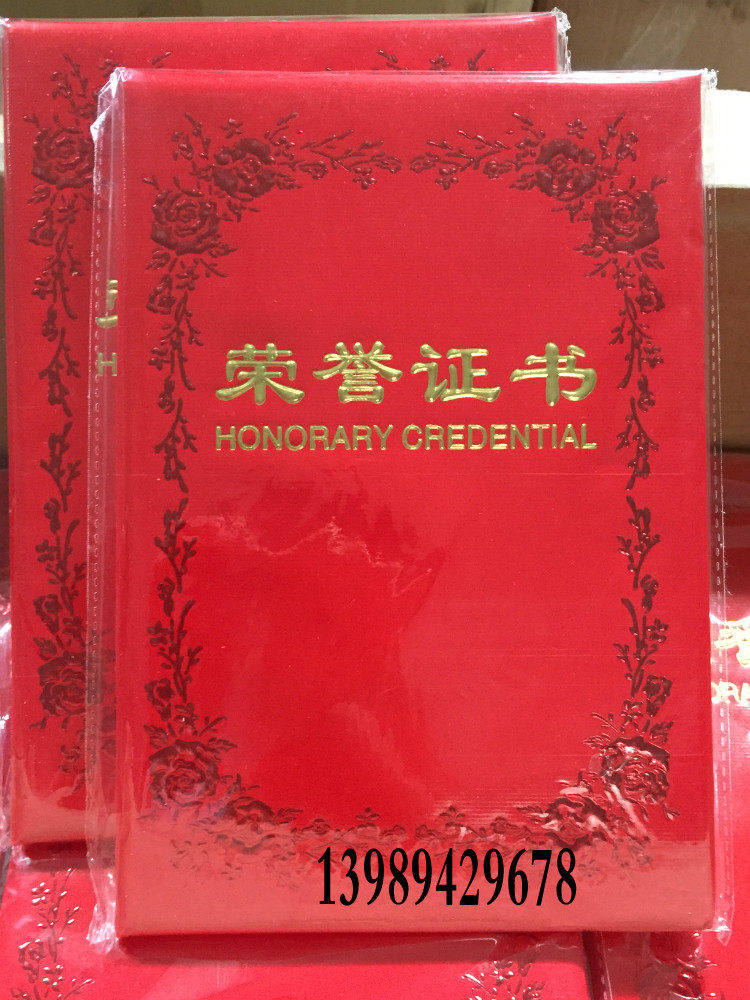 荣誉证书
HONORARY CREDENTIAL
13989429678
H